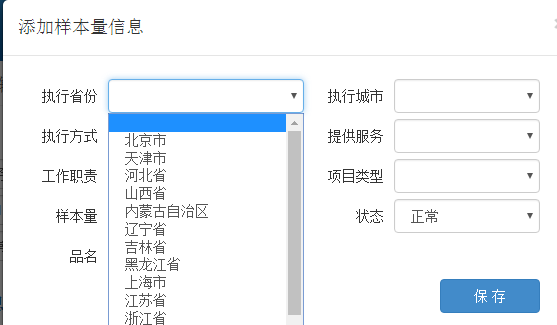 添加样本量信息
执行省份
执行城市
执行方式
提供服务
工作职责
项目类型
样本量
状态 正常
品名
北京市
天津市
河北省
山西省
内蒙古自治区
辽宁省
吉林省
黑龙江省
上海市
江苏省
浙江省
保 存